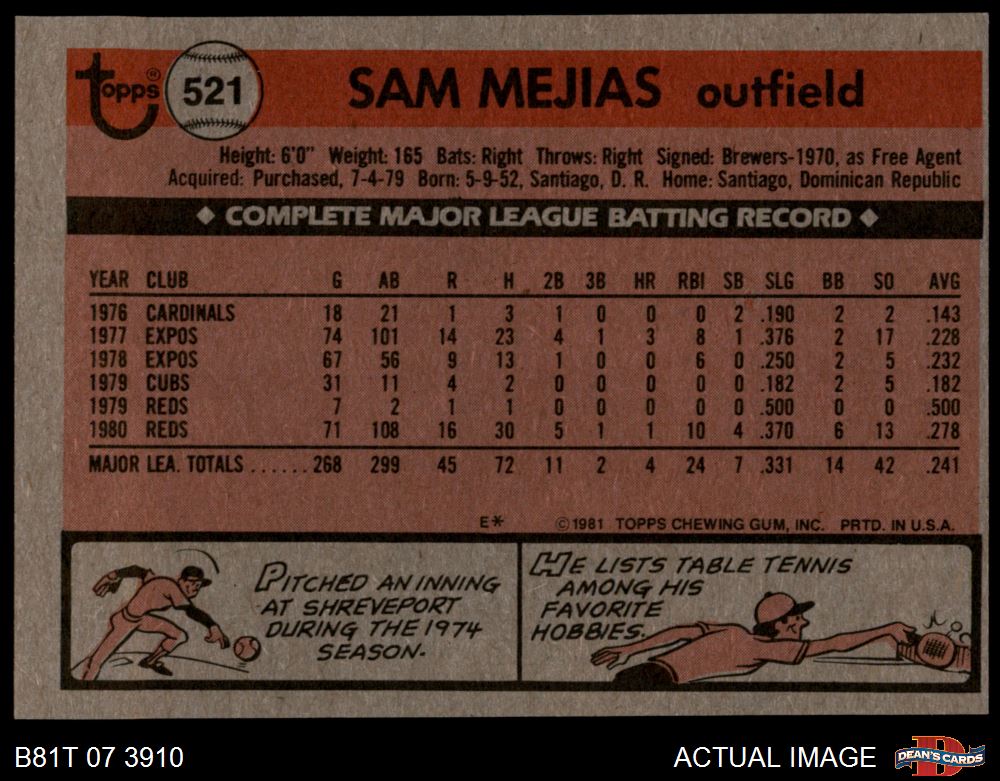 topps® 521 SAM MEJIAS outfield
Height: 6'0" Weight: 165 Bats: Right Throws: Right Signed: Brewers-1970, as Free Agent
Acquired: Purchased, 7-4-79 Born: 5-9-52, Santiago, D. R. Home: Santiago, Dominican Republic
◆ COMPLETE MAJOR LEAGUE BATTING RECORD ◆
YEAR CLUB G AB R H 2B 3B HR RBI SB SLG BB SO AVG
1976 CARDINALS 18 21 1 3 1 0 0 0 2 .190 2 2 .143
1977 EXPOS 74 101 14 23 4 1 3 8 1 .376 2 17 .228
1978 EXPOS 67 56 9 13 1 0 0 6 0 .250 2 5 .232
1979 CUBS 31 11 4 2 0 0 0 0 0 .182 2 5 .182
1979 REDS 7 2 1 1 0 0 0 0 0 .500 0 0 .500
1980 REDS 71 108 16 30 5 1 1 10 4 .370 6 13 .278
MAJOR LEA. TOTALS ...... 268 299 45 72 11 2 4 24 7 .331 14 42 .241
E* ©1981 TOPPS CHEWING GUM, INC. PRTD. IN U.S.A.
PITCHED AN INNING
AT SHREVEPORT
DURING THE 1974
SEASON.
HE LISTS TABLE TENNIS
AMONG HIS
FAVORITE
HOBBIES.
B81T 07 3910 ACTUAL IMAGE D DEAN'S CARDS